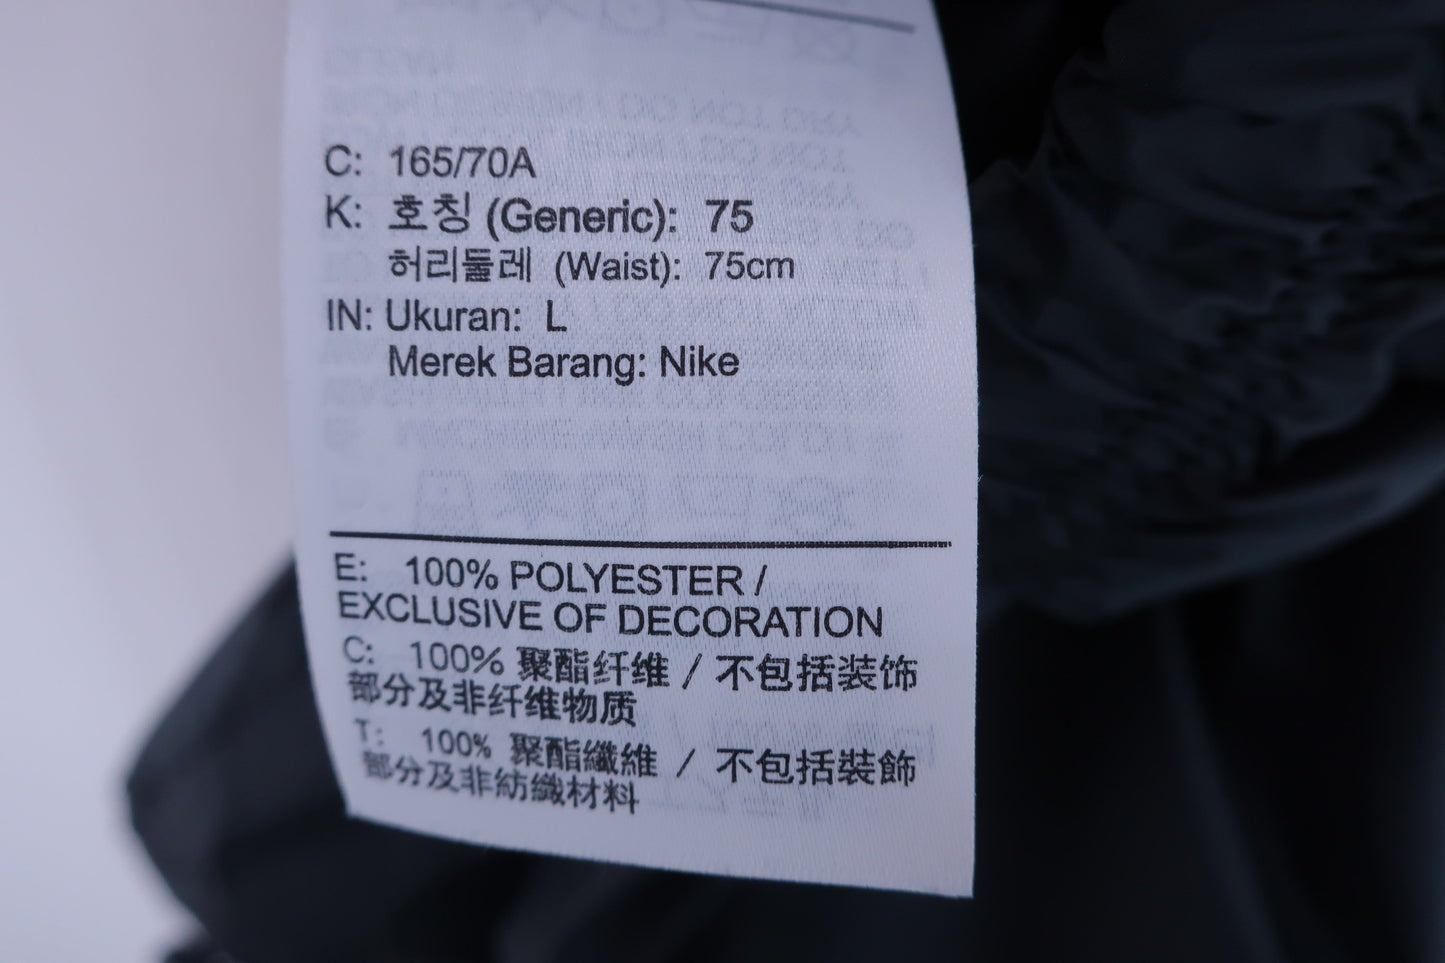 C: 165/70A
K: 호칭 (Generic): 75
허리둘레 (Waist): 75cm
IN: Ukuran: L
Merek Barang: Nike
E: 100% POLYESTER /
EXCLUSIVE OF DECORATION
C: 100% 聚酯纤维 / 不包括装饰
部分及非纤维物质
T: 100% 聚酯纖維 / 不包括裝飾
部分及非紡織材料